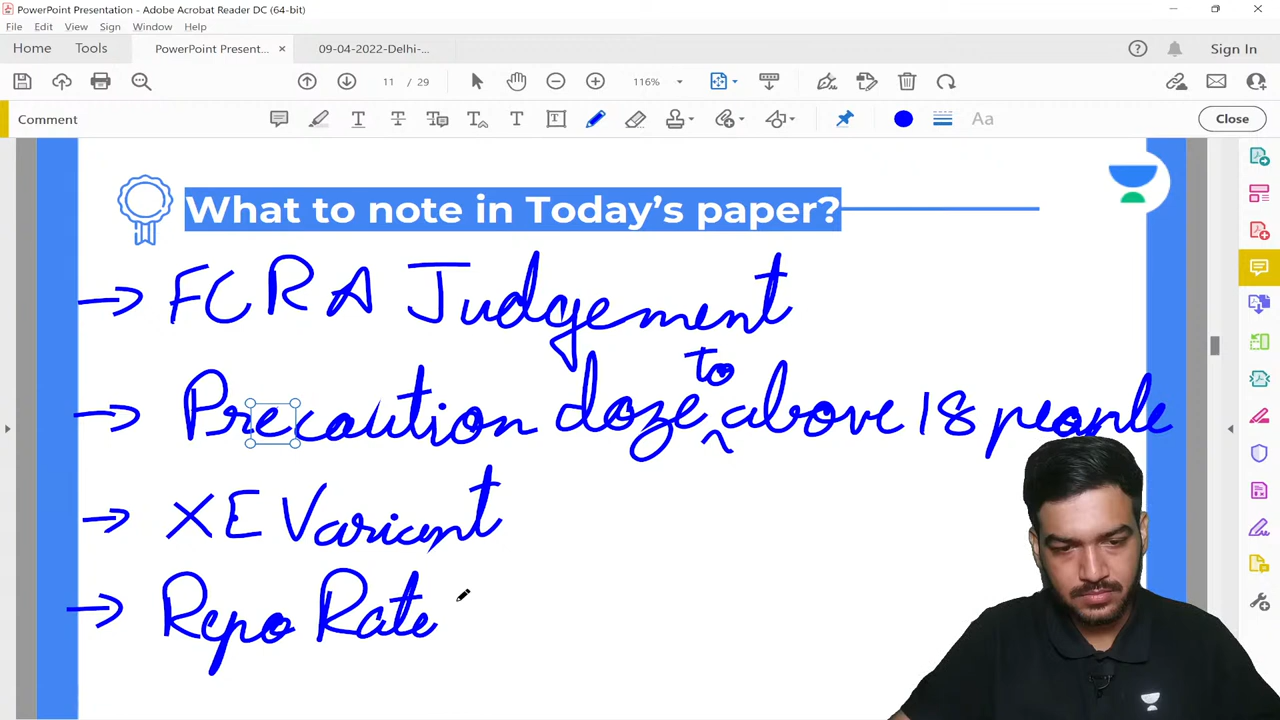 PowerPoint Presentation - Adobe Acrobat Reader DC (64-bit)
File Edit View Sign Window Help
Home Tools PowerPoint Present... × 09-04-2022-Delhi-... Sign In
11 / 29 116%
Comment Aa Close
What to note in Today's paper?
→ FCRA Judgement
to
→ Precaution doze ^ above 18 people
→ XE Variant
→ Repo Rate